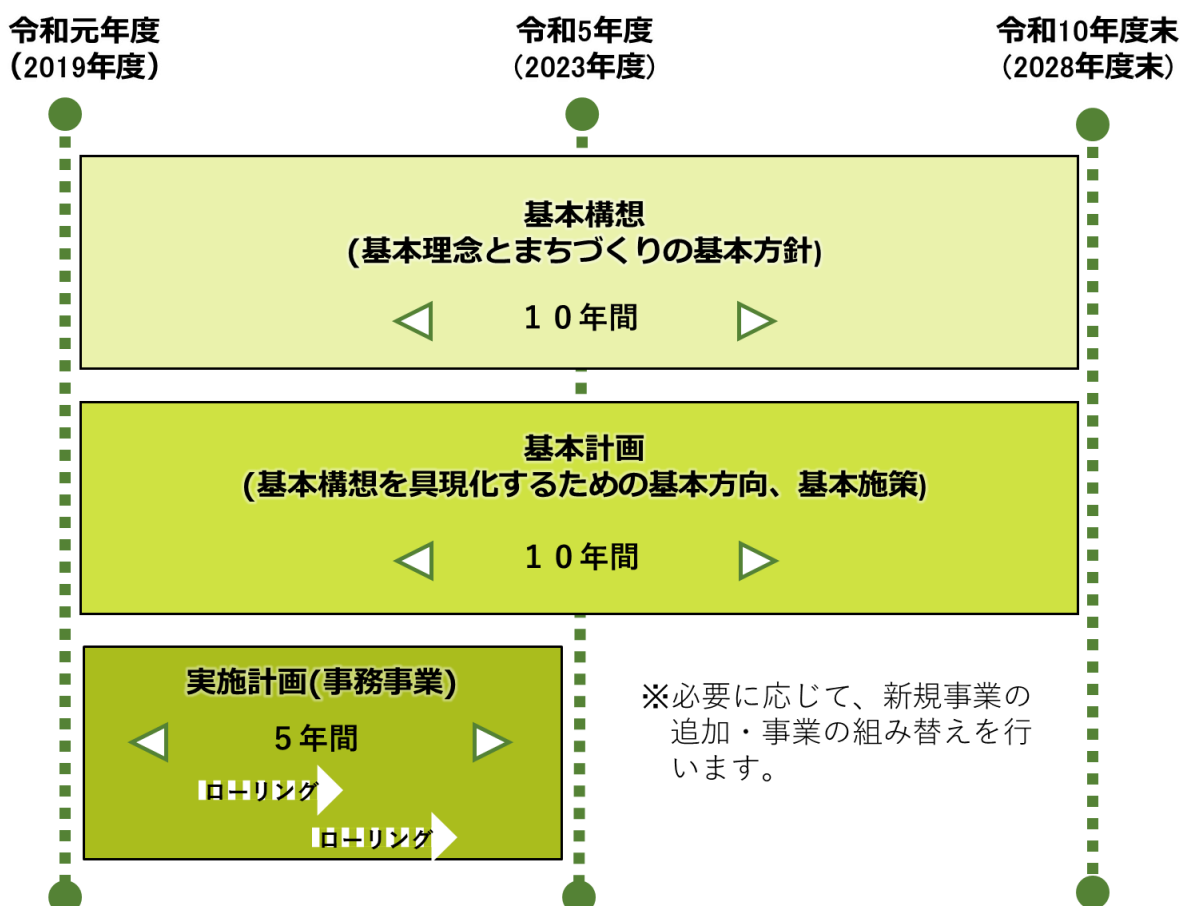 令和元年度
(2019年度)
令和5年度
(2023年度)
令和10年度末
(2028年度末)
基本構想
(基本理念とまちづくりの基本方針)
10年間
基本計画
(基本構想を具現化するための基本方向、基本施策)
10年間
実施計画(事務事業)
5年間
ローリング
ローリング
※必要に応じて、新規事業の
追加・事業の組み替えを行
います。